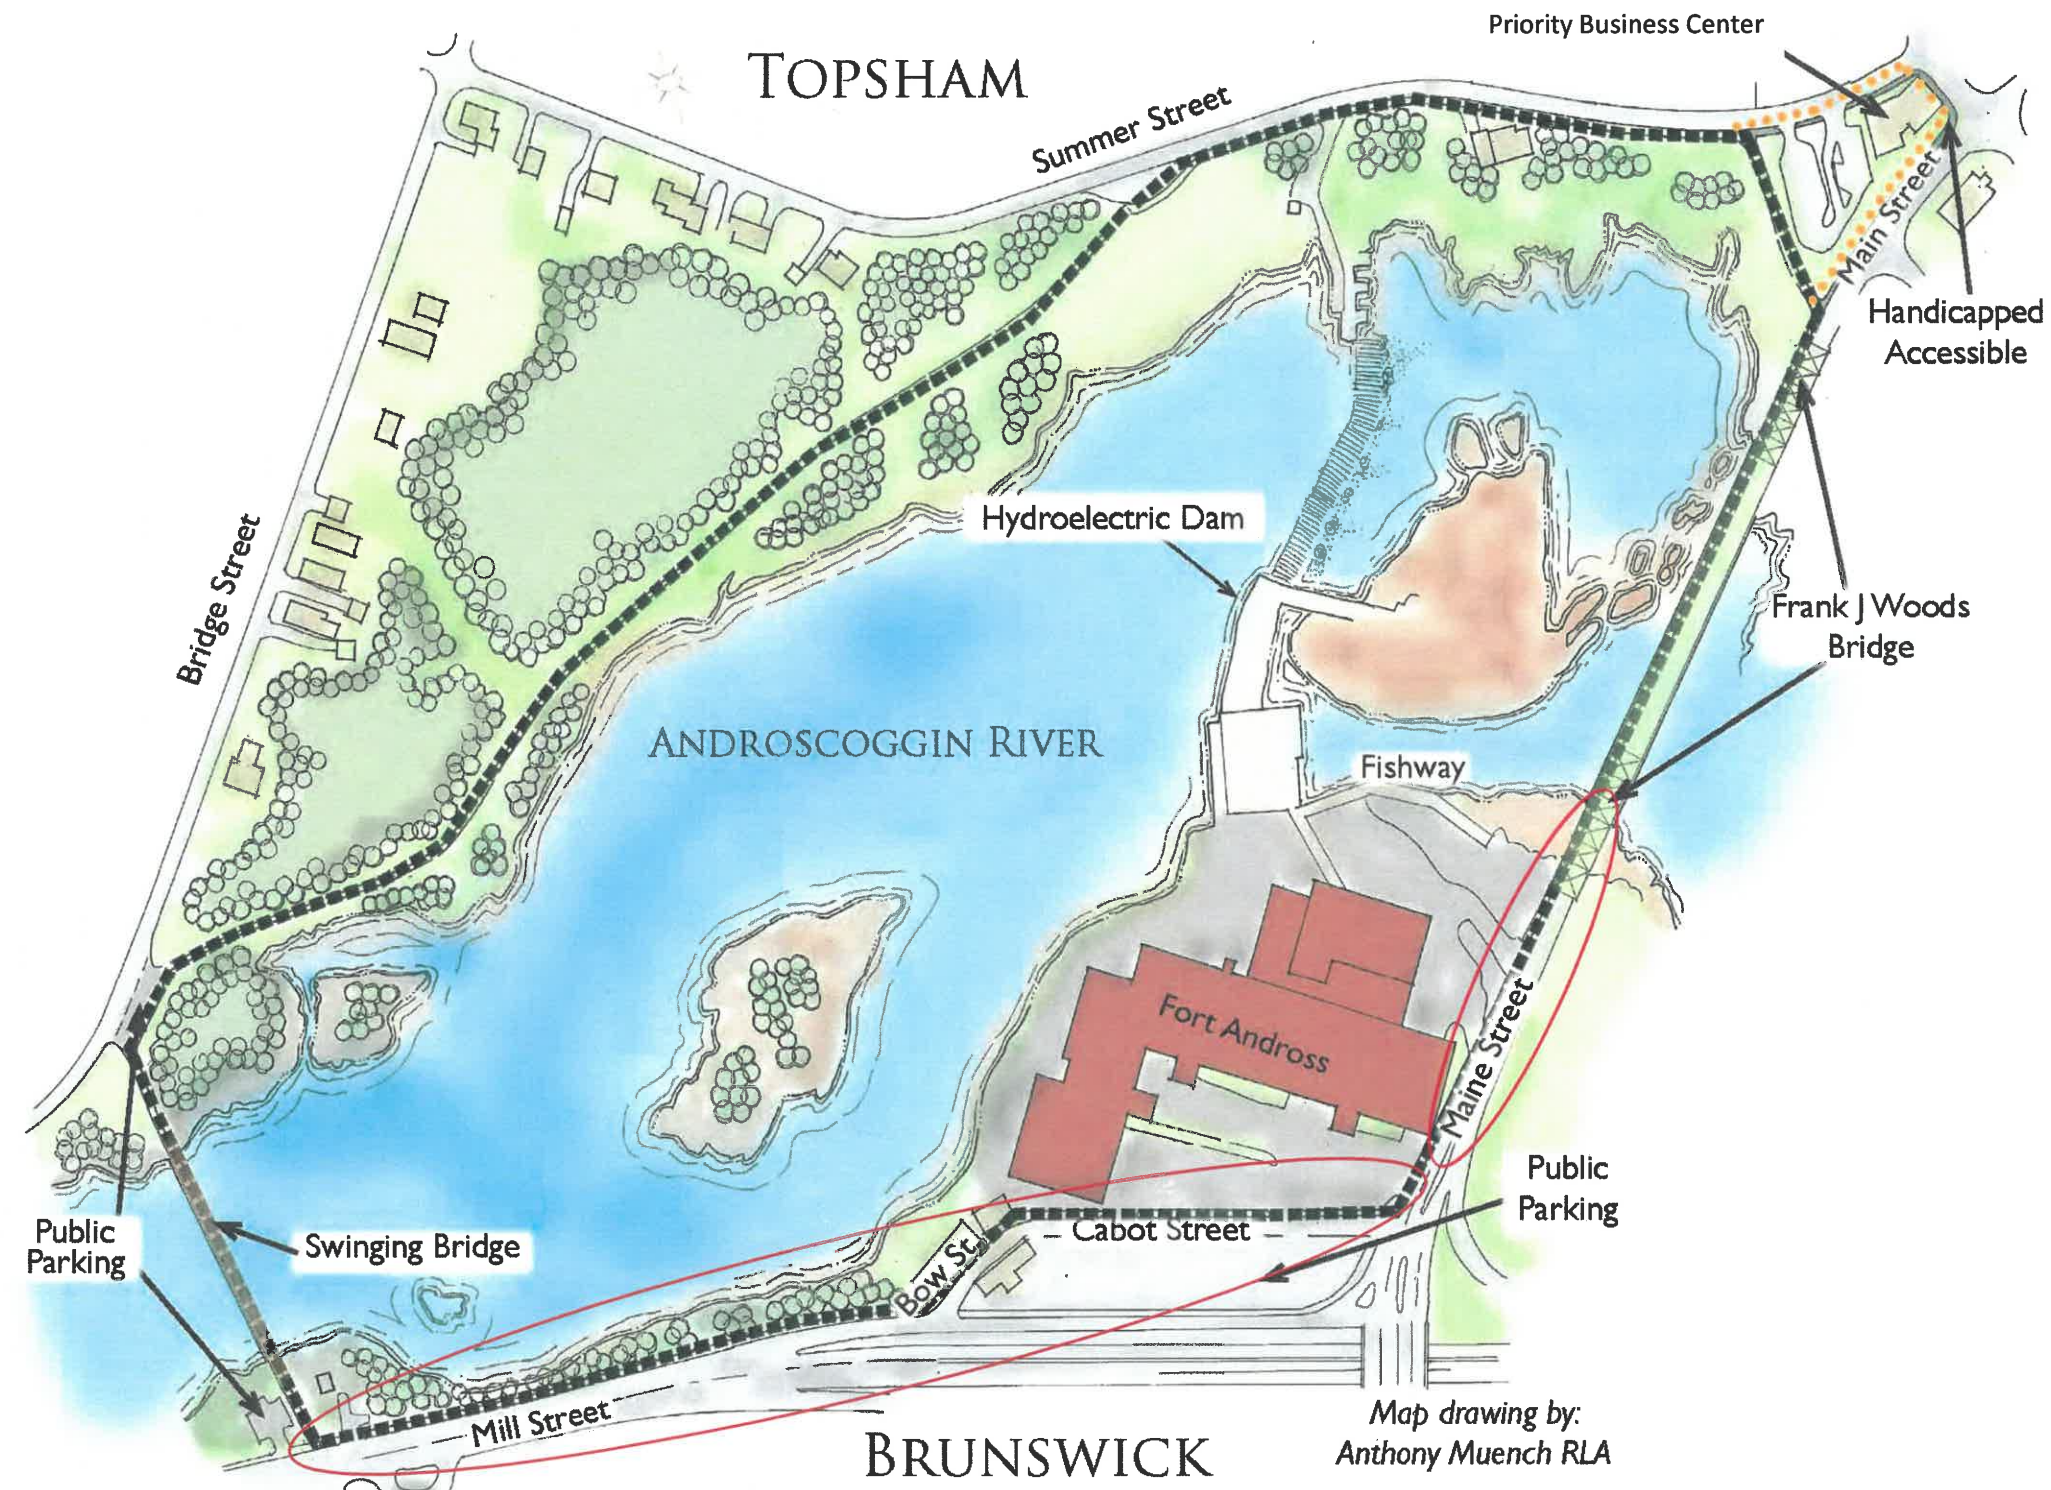 Priority Business Center
TOPSHAM
Summer Street
Main Street
Handicapped
Accessible
Bridge Street
Hydroelectric Dam
Frank J Woods
Bridge
ANDROSCOGGIN RIVER
Fishway
Fort Andross
Maine Street
Public
Parking
Public
Parking
Swinging Bridge
Cabot Street
Bow St.
Mill Street
BRUNSWICK
Map drawing by:
Anthony Muench RLA